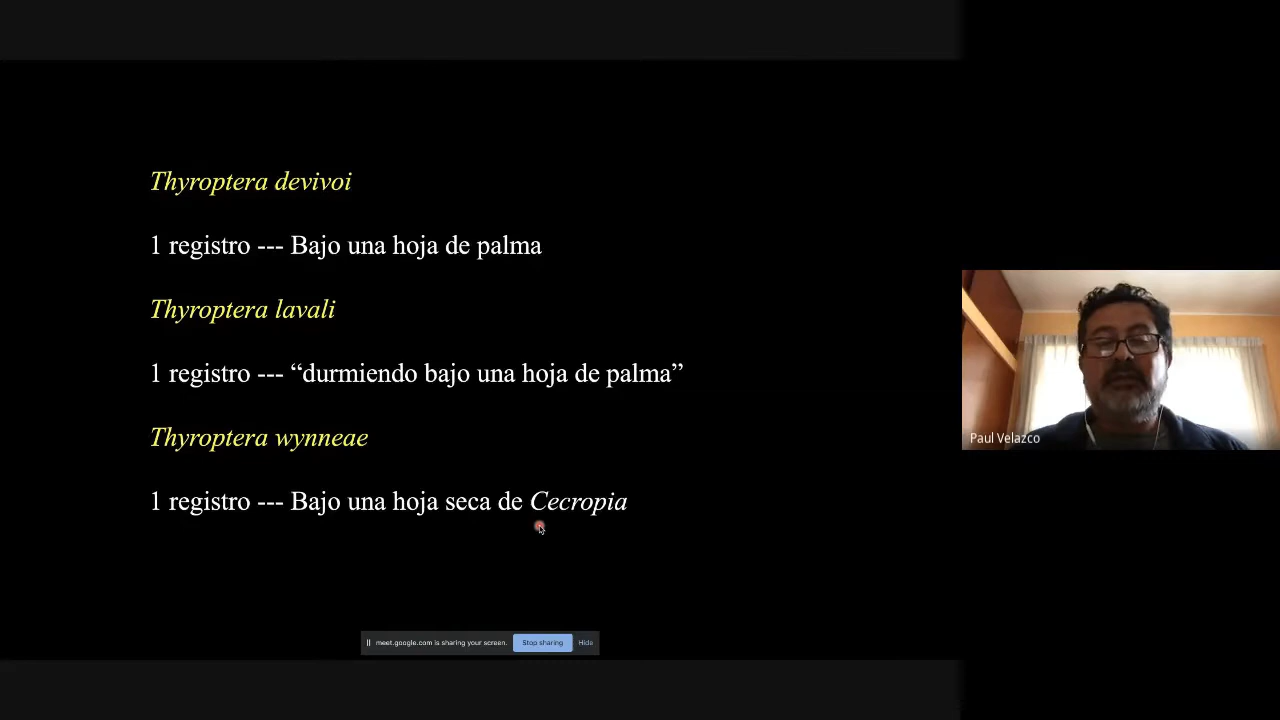 Thyroptera devivoi
1 registro --- Bajo una hoja de palma
Thyroptera lavali
1 registro --- “durmiendo bajo una hoja de palma”
Thyroptera wynneae
1 registro --- Bajo una hoja seca de Cecropia
Paul Velazco
meet.google.com is sharing your screen. Stop sharing Hide